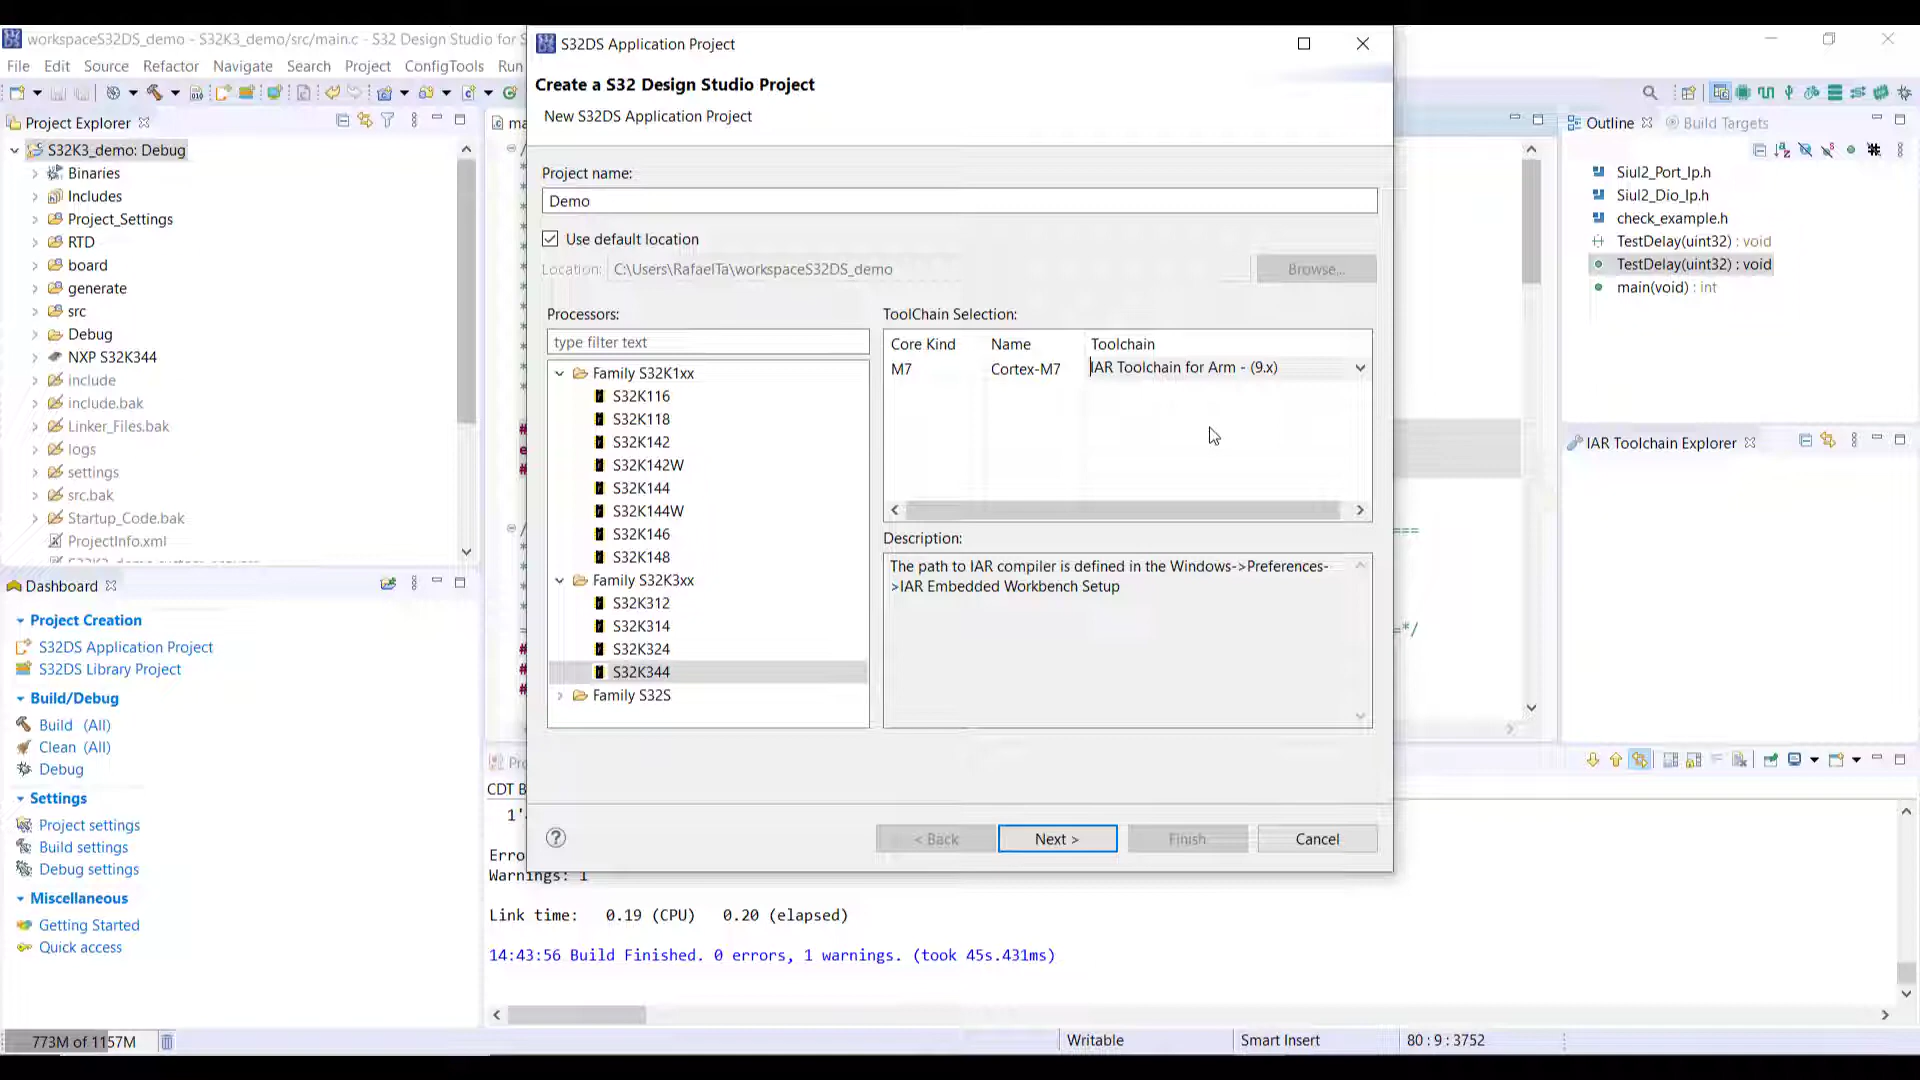 workspaceS32DS_demo - S32K3_demo/src/main.c - S32 Design Studio for S
File Edit Source Refactor Navigate Search Project ConfigTools Run
Project Explorer
S32K3_demo: Debug
Binaries
Includes
Project_Settings
RTD
board
generate
src
Debug
NXP S32K344
include
include.bak
Linker_Files.bak
logs
settings
src.bak
Startup_Code.bak
ProjectInfo.xml
Dashboard
Project Creation
S32DS Application Project
S32DS Library Project
Build/Debug
Build (All)
Clean (All)
Debug
Settings
Project settings
Build settings
Debug settings
Miscellaneous
Getting Started
Quick access
773M of 1157M
S32DS Application Project
Create a S32 Design Studio Project
New S32DS Application Project
Project name:
Demo
Use default location
Location: C:\Users\RafaelTa\workspaceS32DS_demo
Browse...
Processors:
type filter text
Family S32K1xx
S32K116
S32K118
S32K142
S32K142W
S32K144
S32K144W
S32K146
S32K148
Family S32K3xx
S32K312
S32K314
S32K324
S32K344
Family S32S
ToolChain Selection:
Core Kind Name Toolchain
M7 Cortex-M7 IAR Toolchain for Arm - (9.x)
Description:
The path to IAR compiler is defined in the Windows->Preferences-
>IAR Embedded Workbench Setup
< Back Next > Finish Cancel
ma
===
=*/
Outline Build Targets
Siul2_Port_Ip.h
Siul2_Dio_Ip.h
check_example.h
TestDelay(uint32) : void
TestDelay(uint32) : void
main(void) : int
IAR Toolchain Explorer
Pr
CDT B
1'
Erro
Warnings: 1
Link time: 0.19 (CPU) 0.20 (elapsed)
14:43:56 Build Finished. 0 errors, 1 warnings. (took 45s.431ms)
Writable Smart Insert 80 : 9 : 3752